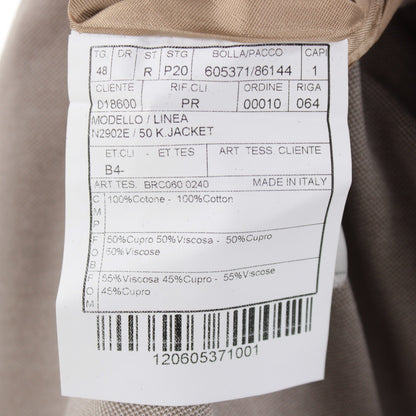 TG DR ST STG BOLLA/PACCO CAPI
48 R P20 605371/86144 1
CLIENTE RIF.CLI ORDINE RIGA
D18600 PR 00010 064
MODELLO / LINEA
N2902E / 50 K.JACKET
ET.CLI - ET TES ART. TESS. CLIENTE
B4-
ART TES. BRC060 0240 MADE IN ITALY
C M P 100%Cotone - 100%Cotton
F O B 50%Cupro 50%Viscosa - 50%Cupro
50%Viscose
F O M 55%Viscosa 45%Cupro - 55%Viscose
45%Cupro
120605371001